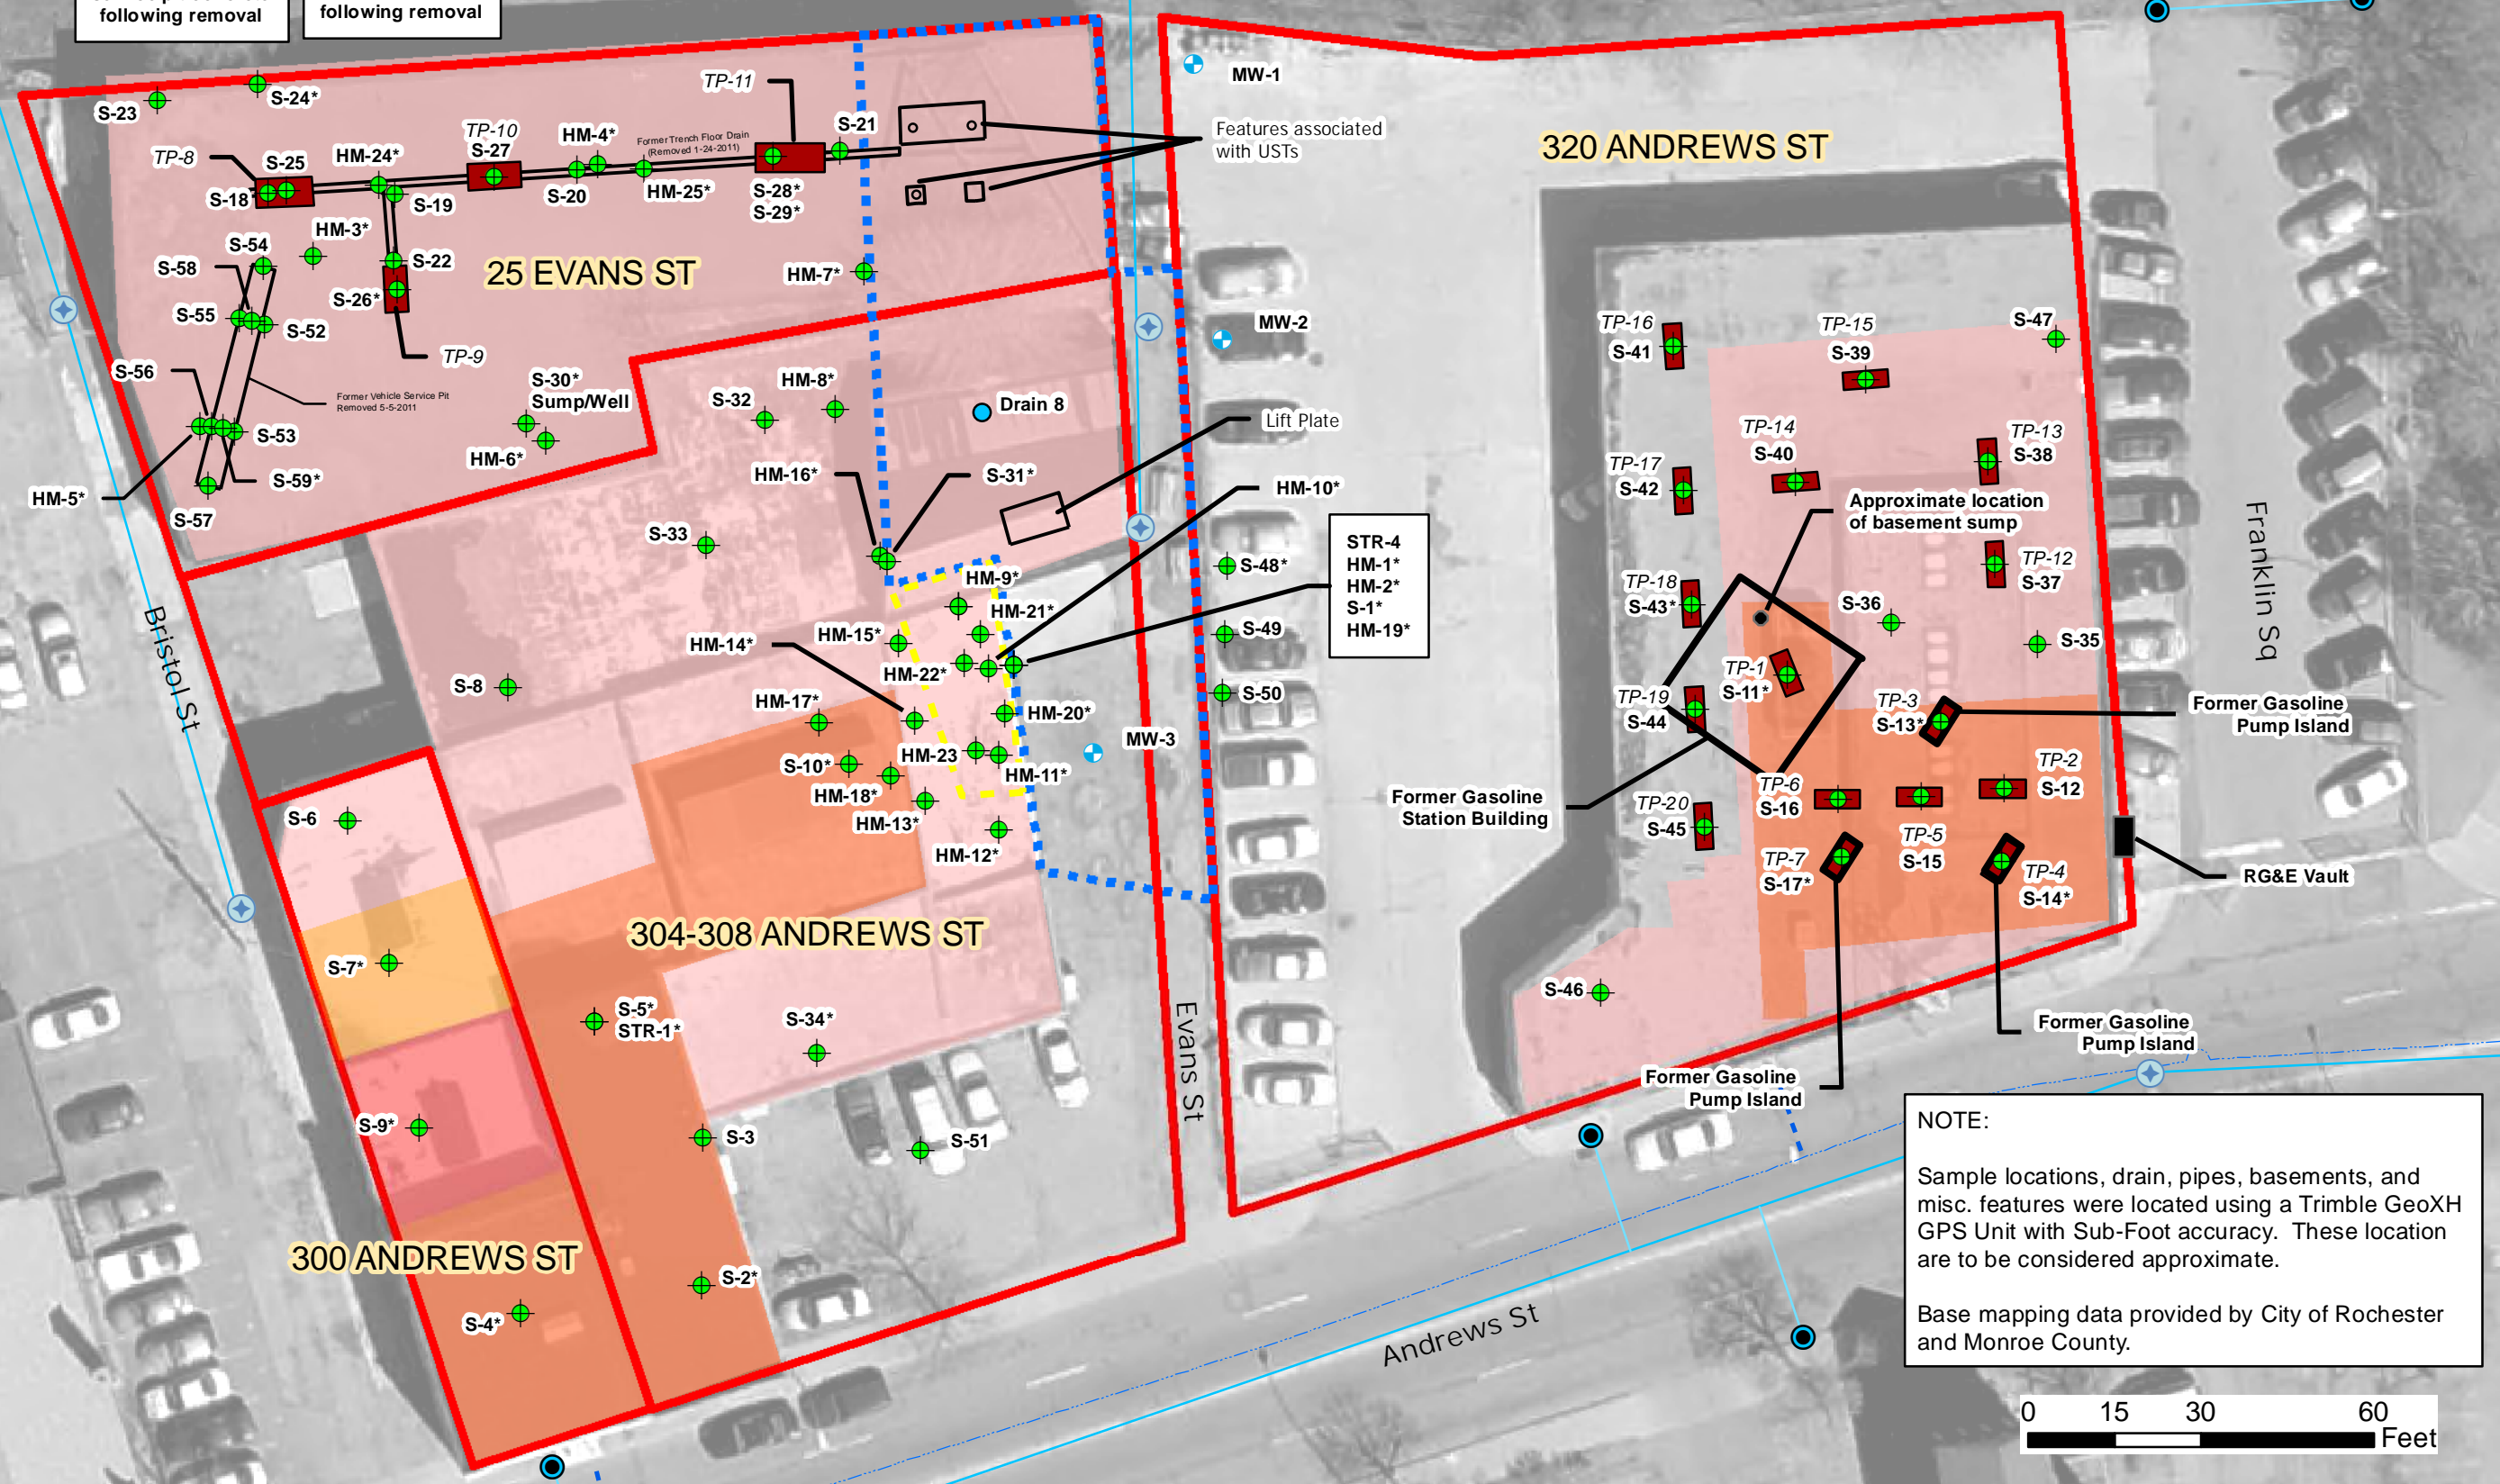 following removal
following removal
S-23
S-24*
TP-11
MW-1
TP-8
S-25
HM-24*
TP-10
S-27
HM-4*
Former Trench Floor Drain
(Removed 1-24-2011)
S-21
Features associated
with USTs
320 ANDREWS ST
S-18
S-19
S-20
HM-25*
S-28*
S-29*
HM-3*
S-54
S-58
S-22
25 EVANS ST
HM-7*
S-26*
S-55
S-52
TP-9
MW-2
TP-16
S-41
TP-15
S-39
S-47
S-56
Former Vehicle Service Pit
Removed 5-5-2011
S-30*
Sump/Well
S-32
HM-8*
Drain 8
Lift Plate
S-53
HM-6*
S-59*
HM-5*
S-57
HM-16*
S-31*
HM-10*
TP-14
S-40
TP-13
S-38
TP-17
S-42
Approximate location
of basement sump
Franklin Sq
S-33
STR-4
HM-1*
HM-2*
S-1*
HM-19*
S-48*
HM-9*
HM-21*
TP-12
S-37
TP-18
S-43*
S-36
S-35
Bristol St
HM-14*
HM-15*
S-49
HM-22*
S-8
S-50
TP-1
S-11*
TP-19
S-44
TP-3
S-13*
Former Gasoline
Pump Island
HM-17*
HM-20*
MW-3
S-10*
HM-23
HM-11*
HM-18*
HM-13*
HM-12*
Former Gasoline
Station Building
TP-6
S-16
TP-2
S-12
TP-20
S-45
TP-5
S-15
TP-7
S-17*
TP-4
S-14*
RG&E Vault
S-6
304-308 ANDREWS ST
S-7*
S-46
S-5*
STR-1*
S-34*
Evans St
Former Gasoline
Pump Island
Former Gasoline
Pump Island
S-9*
S-3
S-51
300 ANDREWS ST
S-2*
S-4*
Andrews St
NOTE:
Sample locations, drain, pipes, basements, and
misc. features were located using a Trimble GeoXH
GPS Unit with Sub-Foot accuracy. These location
are to be considered approximate.
Base mapping data provided by City of Rochester
and Monroe County.
0 15 30 60
Feet